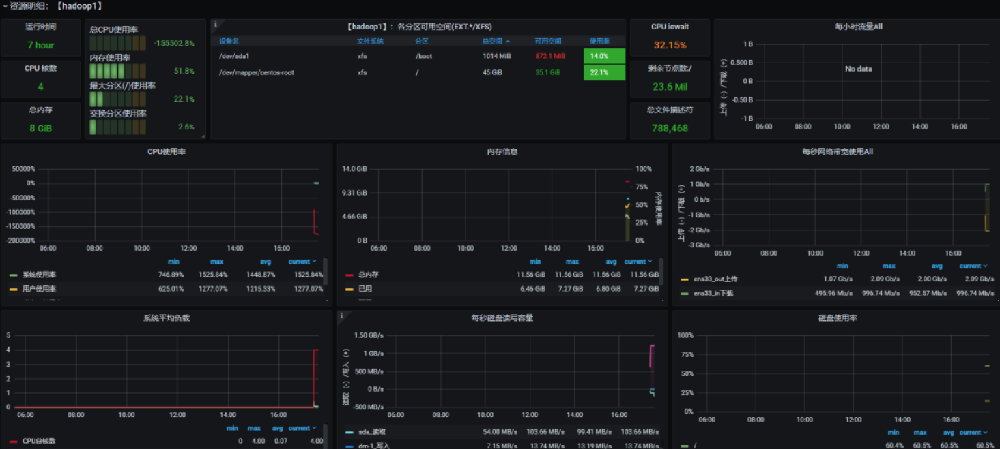 资源明细：【hadoop1】
运行时间
7 hour
CPU 核数
4
总内存
8 GiB
总CPU使用率
-155502.8%
内存使用率
51.8%
最大分区(/)使用率
22.1%
交换分区使用率
2.6%
i
【hadoop1】：各分区可用空间(EXT.*/XFS)
设备名 文件系统 分区 总空间 可用空间 使用率
/dev/sda1 xfs /boot 1014 MiB 872.1 MiB 14.0%
/dev/mapper/centos-root xfs / 45 GiB 35.1 GiB 22.1%
CPU iowait
32.15%
剩余节点数:/
23.6 Mil
总文件描述符
788,468
每小时流量All
上传（-）/下载（+）
1 B
0.500 B
0 B
-0.50 B
-1 B
No data
06:00 08:00 10:00 12:00 14:00 16:00
CPU使用率
50000%
0%
-50000%
-100000%
-150000%
-200000%
06:00 08:00 10:00 12:00 14:00 16:00
min max avg current
系统使用率 746.89% 1525.84% 1448.87% 1525.84%
用户使用率 625.01% 1277.07% 1215.33% 1277.07%
内存信息
14.0 GiB
9.31 GiB
4.66 GiB
0 B
100%
75%
50%
25%
0%
内存使用率
06:00 08:00 10:00 12:00 14:00 16:00
min max avg current
总内存 11.56 GiB 11.56 GiB 11.56 GiB 11.56 GiB
已用 6.46 GiB 7.27 GiB 6.80 GiB 7.27 GiB
每秒网络带宽使用All
上传（-）/下载（+）
2 Gb/s
1 Gb/s
0 b/s
-1 Gb/s
-2 Gb/s
-3 Gb/s
06:00 08:00 10:00 12:00 14:00 16:00
min max avg current
ens33_out上传 1.07 Gb/s 2.09 Gb/s 2.00 Gb/s 2.09 Gb/s
ens33_in下载 495.96 Mb/s 996.74 Mb/s 952.57 Mb/s 996.74 Mb/s
系统平均负载
5
4
3
2
1
0
06:00 08:00 10:00 12:00 14:00 16:00
min max avg current
CPU总核数 0 4.00 0.07 4.00
i
每秒磁盘读写容量
读取（-）/写入（+）
1.50 GB/s
1 GB/s
500 MB/s
0 B/s
-500 MB/s
06:00 08:00 10:00 12:00 14:00 16:00
sda_读取 54.00 MB/s 103.66 MB/s 99.41 MB/s 103.66 MB/s
dm-1_写入 7.15 MB/s 13.74 MB/s 13.19 MB/s 13.74 MB/s
磁盘使用率
100%
75%
50%
25%
0%
06:00 08:00 10:00 12:00 14:00 16:00
min max avg current
/ 60.4% 60.5% 60.5% 60.5%